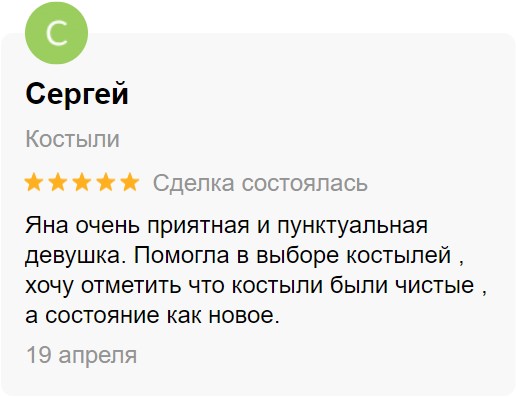 С
Сергей
Костыли
Сделка состоялась
Яна очень приятная и пунктуальная
девушка. Помогла в выборе костылей ,
хочу отметить что костыли были чистые ,
а состояние как новое.
19 апреля